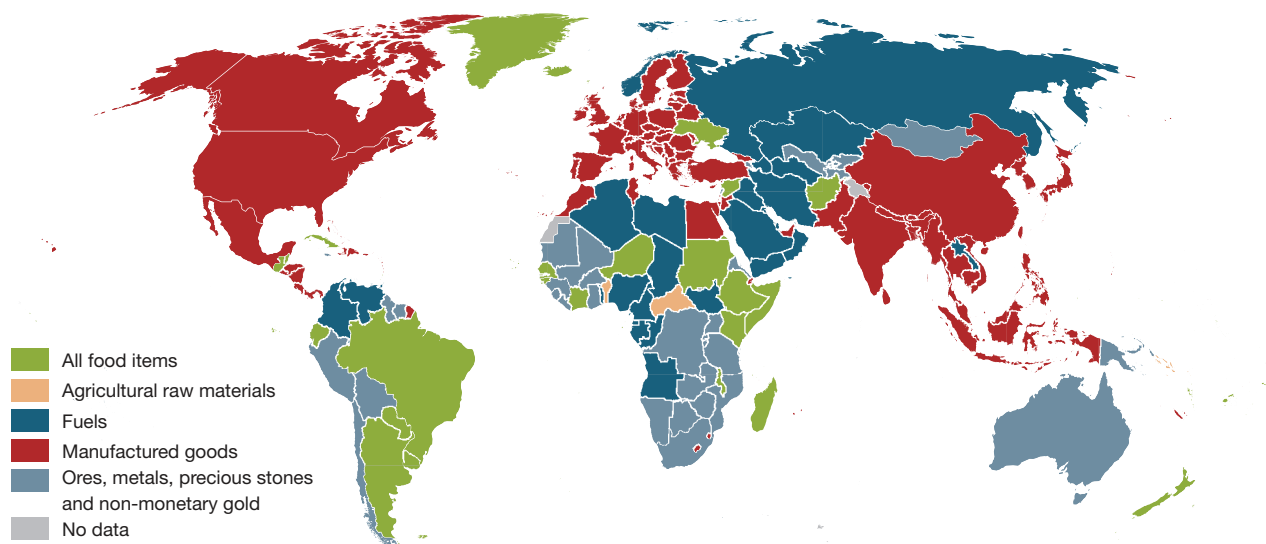 All food items
Agricultural raw materials
Fuels
Manufactured goods
Ores, metals, precious stones
and non-monetary gold
No data